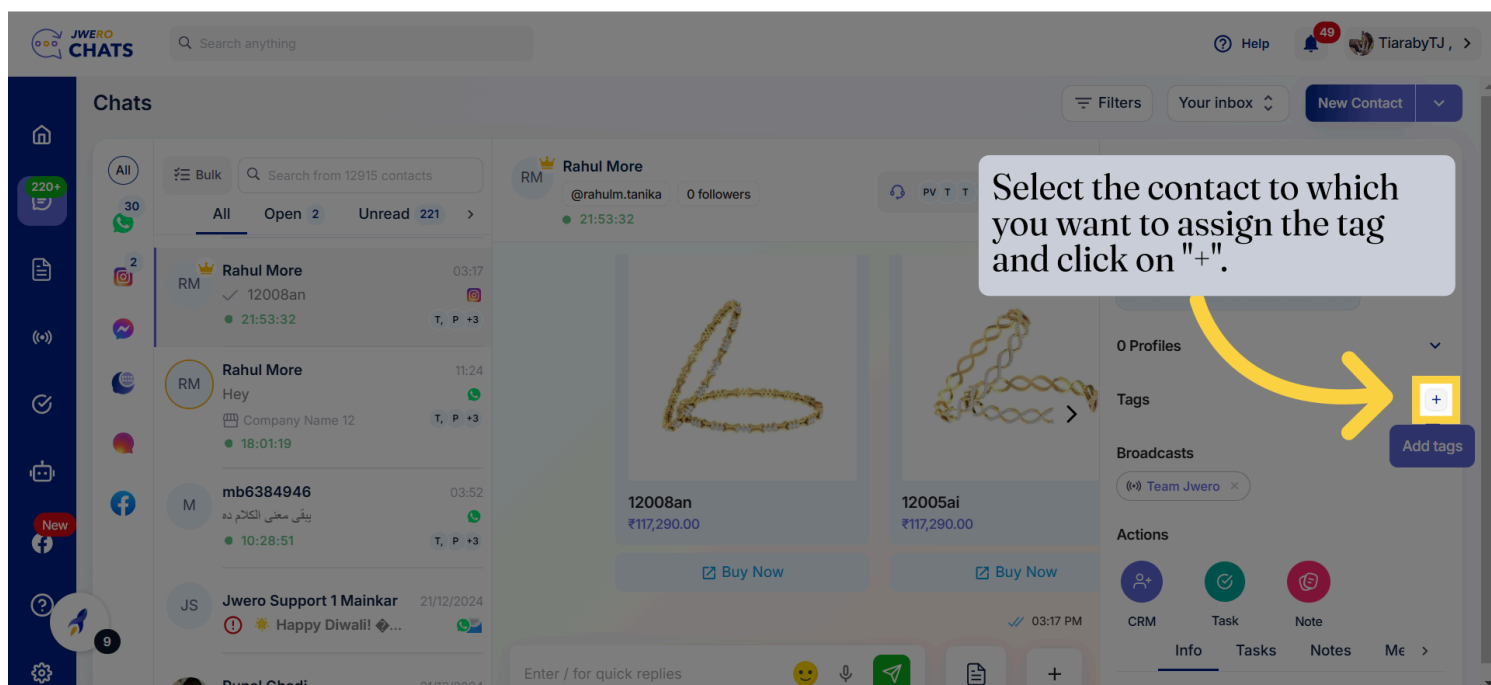 JWERO
CHATS
Search anything
Help
49
TiarabyTJ ,
Chats
Filters
Your inbox
New Contact
220+
New
9
All
30
2
Bulk
Search from 12915 contacts
All
Open 2
Unread 221
RM
Rahul More
03:17
12008an
21:53:32
T, P +3
RM
Rahul More
11:24
Hey
Company Name 12
T, P +3
18:01:19
M
mb6384946
03:52
يبقى معنى الكلام ده
10:28:51
T, P +3
JS
Jwero Support 1 Mainkar
21/12/2024
Happy Diwali!
RM
Rahul More
@rahulm.tanika
0 followers
21:53:32
PV T T
12008an
₹117,290.00
Buy Now
12005ai
₹117,290.00
Buy Now
03:17 PM
Enter / for quick replies
+
Select the contact to which
you want to assign the tag
and click on "+".
0 Profiles
Tags
+
Add tags
Broadcasts
Team Jwero ×
Actions
CRM
Task
Note
Info
Tasks
Notes